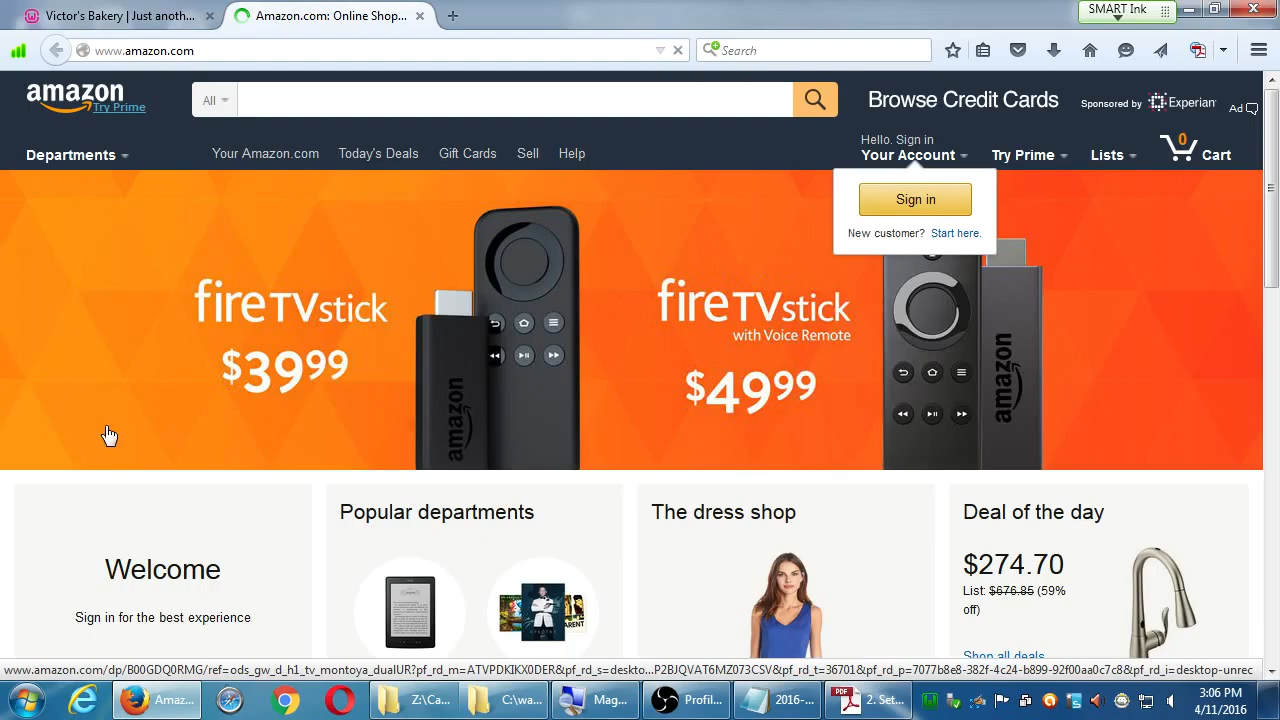 SMART Ink
Victor's Bakery | Just anoth...
Amazon.com: Online Shop...
www.amazon.com
Search
amazon
Try Prime
All
Browse Credit Cards
Sponsored by Experian
Ad
Departments
Your Amazon.com
Today's Deals
Gift Cards
Sell
Help
Hello. Sign in
Your Account
Try Prime
Lists
0
Cart
Sign in
New customer? Start here.
fireTVstick
$39.99
amazon
fireTVstick
with Voice Remote
$49.99
amazon
Welcome
Sign in for the best experience
Popular departments
The dress shop
Deal of the day
$274.70
List: $676.85 (59%
off)
Shop all deals
www.amazon.com/dp/B00GDQ0RMG/ref=ods_gw_d_h1_tv_montoya_dualUR?pf_rd_m=ATVPDKIKX0DER&pf_rd_s=deskto...P2BJQVAT6MZ073CSV&pf_rd_t=36701&pf_rd_p=7077b8e8-382f-4c24-b899-92f00aa0c7c8&pf_rd_i=desktop-unrec
Amaz...
Z:\Ca...
C:\wa...
Mag...
Profil...
2016-...
PDF
2. Set...
3:06 PM
4/11/2016